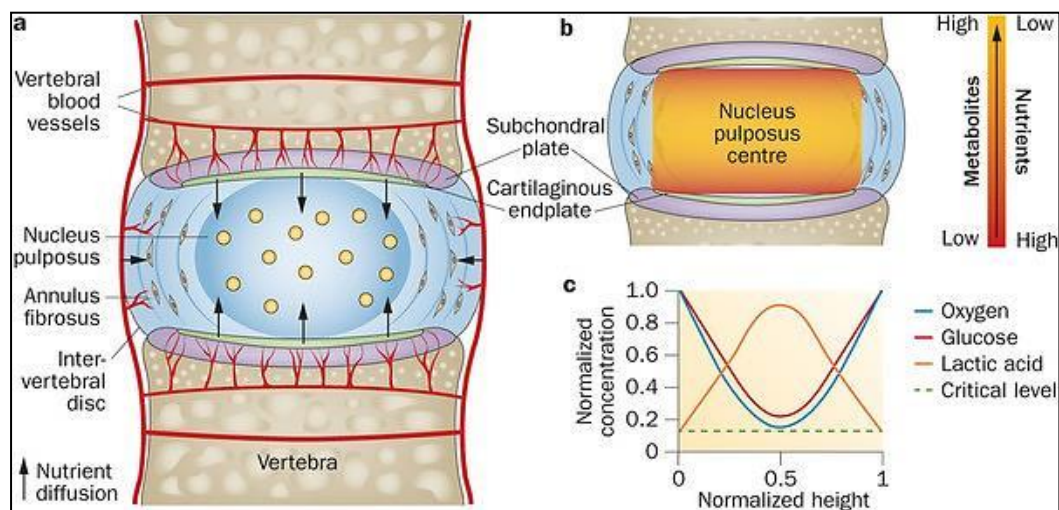 a
Vertebral
blood
vessels
Nucleus
pulposus
Annulus
fibrosus
Inter-
vertebral
disc
Nutrient
diffusion
Vertebra
Subchondral
plate
Cartilaginous
endplate
b
Nucleus
pulposus
centre
High
Low
Metabolites
Nutrients
Low
High
c
Normalized
concentration
1.0
0.8
0.6
0.4
0.2
0
0
0.5
1
Normalized height
Oxygen
Glucose
Lactic acid
Critical level